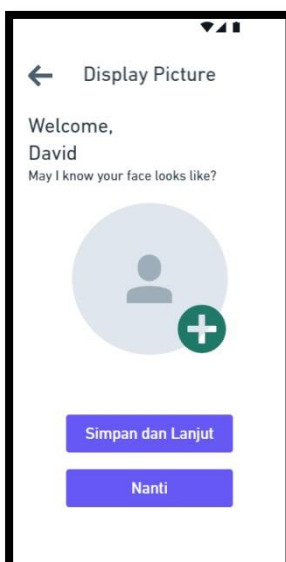 Display Picture
Welcome,
David
May I know your face looks like?
Simpan dan Lanjut
Nanti